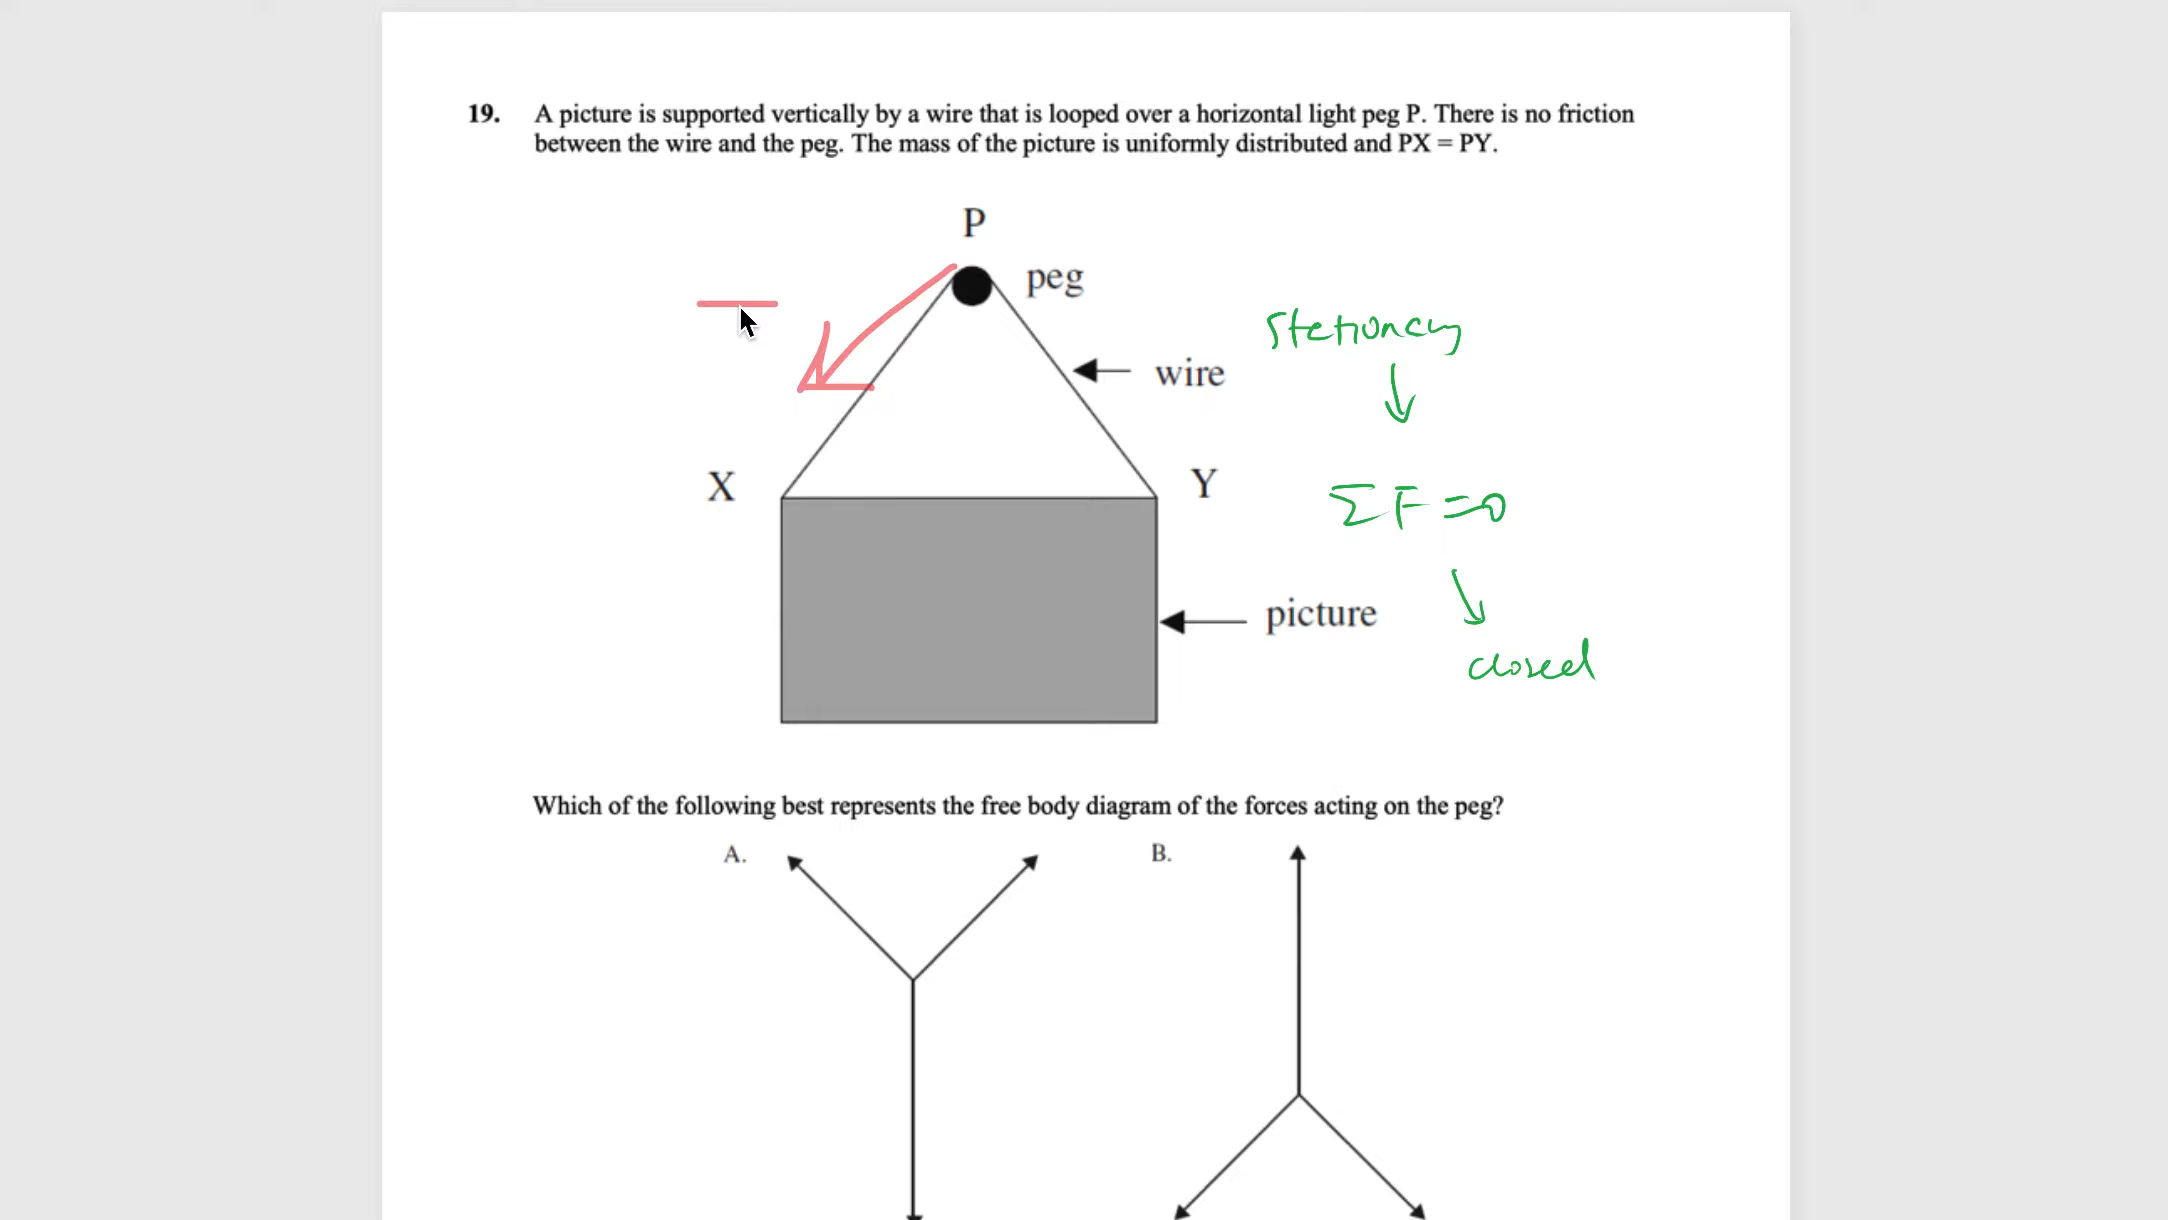 19. A picture is supported vertically by a wire that is looped over a horizontal light peg P. There is no friction
between the wire and the peg. The mass of the picture is uniformly distributed and PX = PY.
P
peg
stationary
wire
X
Y
ΣF=0
picture
closed
Which of the following best represents the free body diagram of the forces acting on the peg?
A.
B.